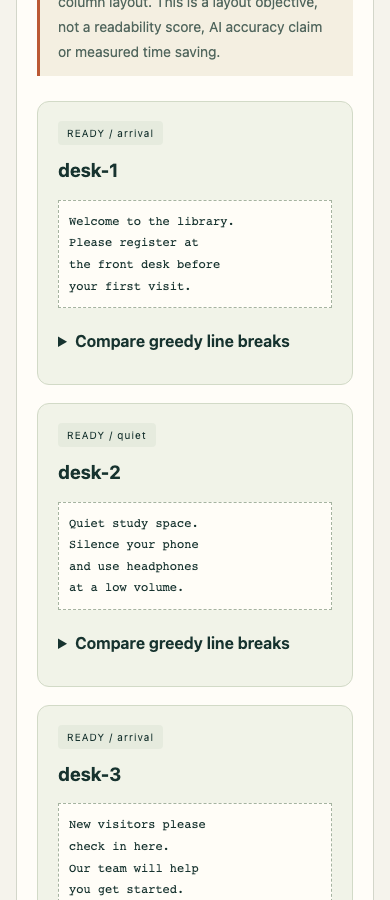 column layout. This is a layout objective,
not a readability score, AI accuracy claim
or measured time saving.
READY / arrival
desk-1
Welcome to the library.
Please register at
the front desk before
your first visit.
▶ Compare greedy line breaks
READY / quiet
desk-2
Quiet study space.
Silence your phone
and use headphones
at a low volume.
▶ Compare greedy line breaks
READY / arrival
desk-3
New visitors please
check in here.
Our team will help
you get started.